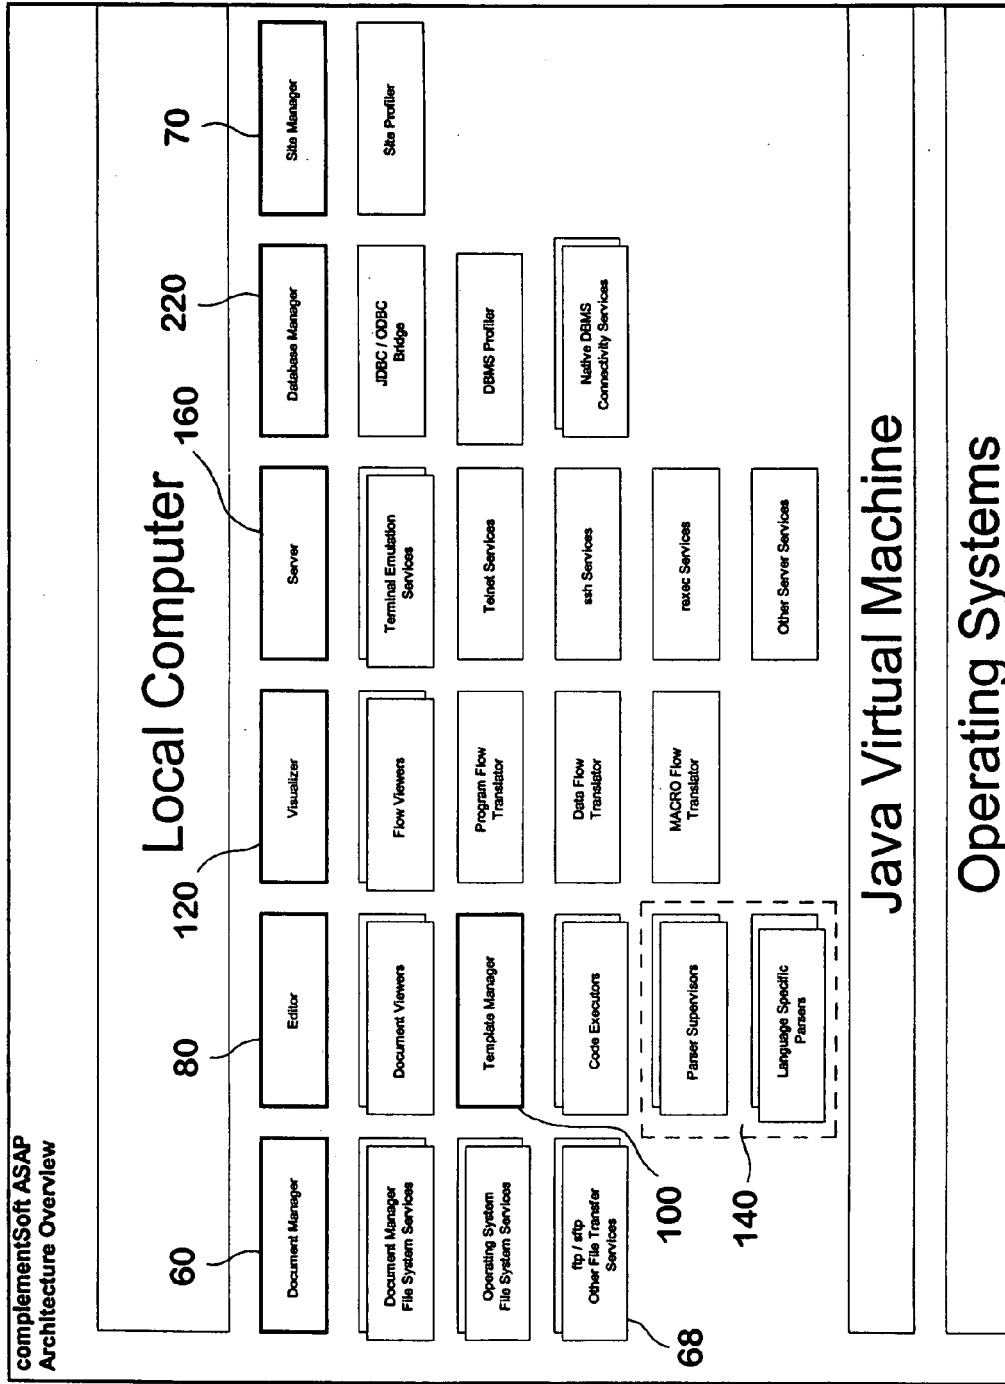 complementSoft ASAP
Architecture Overview
Local Computer
60
80
120
160
220
70
Document Manager
Editor
Visualizer
Server
Database Manager
Site Manager
Document Manager
File System Services
Document Viewers
Flow Viewers
Terminal Emulation
Services
JDBC / ODBC
Bridge
Site Profiler
Operating System
File System Services
Template Manager
Program Flow
Translator
Telnet Services
DBMS Profiler
ftp / sftp
Other File Transfer
Services
Code Executors
Data Flow
Translator
ssh Services
Native DBMS
Connectivity Services
68
100
Parser Supervisors
MACRO Flow
Translator
rexec Services
140
Language Specific
Parsers
Other Server Services
Java Virtual Machine
Operating Systems